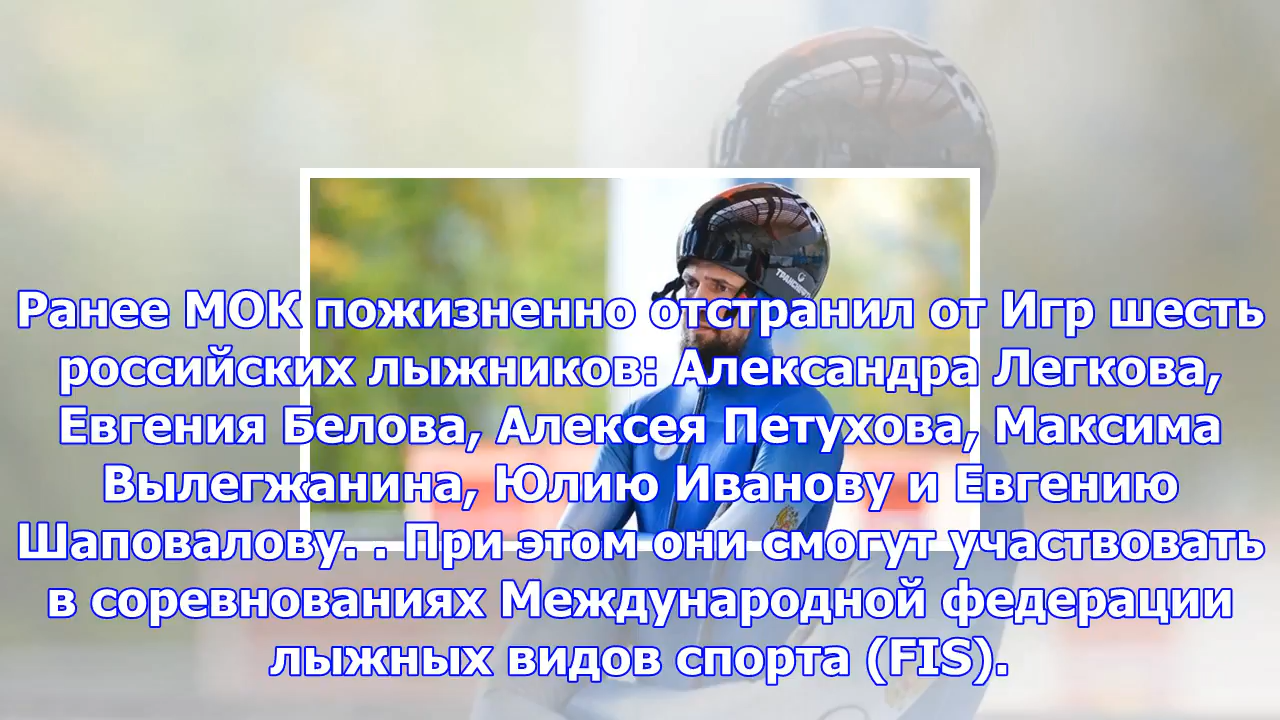 ТРАНСНЕФТЬ
Ранее МОК пожизненно отстранил от Игр шесть
российских лыжников: Александра Легкова,
Евгения Белова, Алексея Петухова, Максима
Вылегжанина, Юлию Иванову и Евгению
Шаповалову. . При этом они смогут участвовать
в соревнованиях Международной федерации
лыжных видов спорта (FIS).